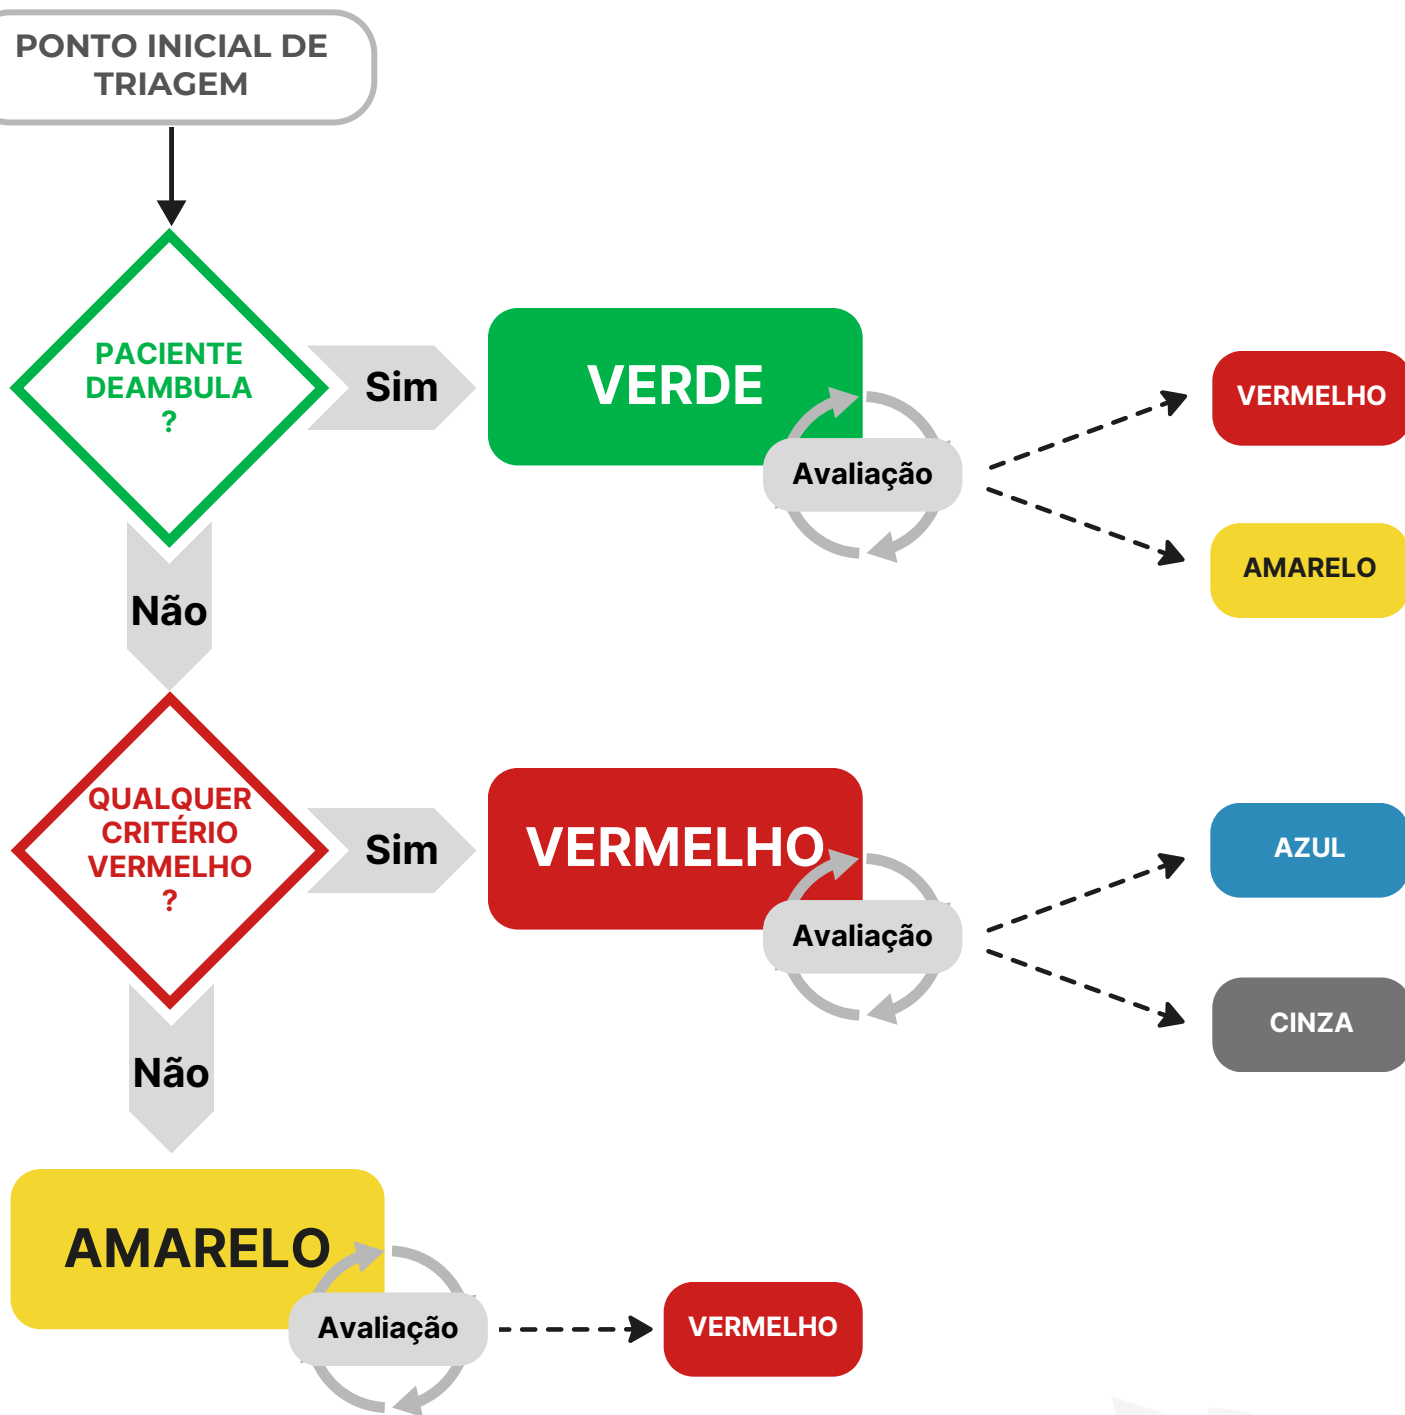 PONTO INICIAL DE
TRIAGEM
PACIENTE
DEAMBULA
?
Sim
VERDE
Avaliação
VERMELHO
AMARELO
Não
QUALQUER
CRITÉRIO
VERMELHO
?
Sim
VERMELHO
Avaliação
AZUL
CINZA
Não
AMARELO
Avaliação
VERMELHO